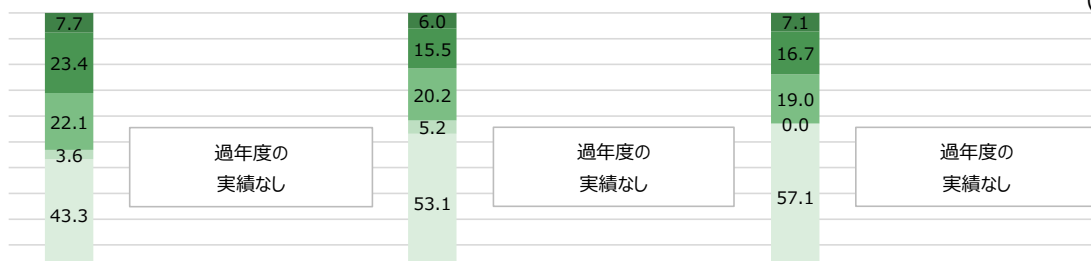 7.7
23.4
22.1
3.6
43.3
過年度の
実績なし
6.0
15.5
20.2
5.2
53.1
過年度の
実績なし
7.1
16.7
19.0
0.0
57.1
過年度の
実績なし